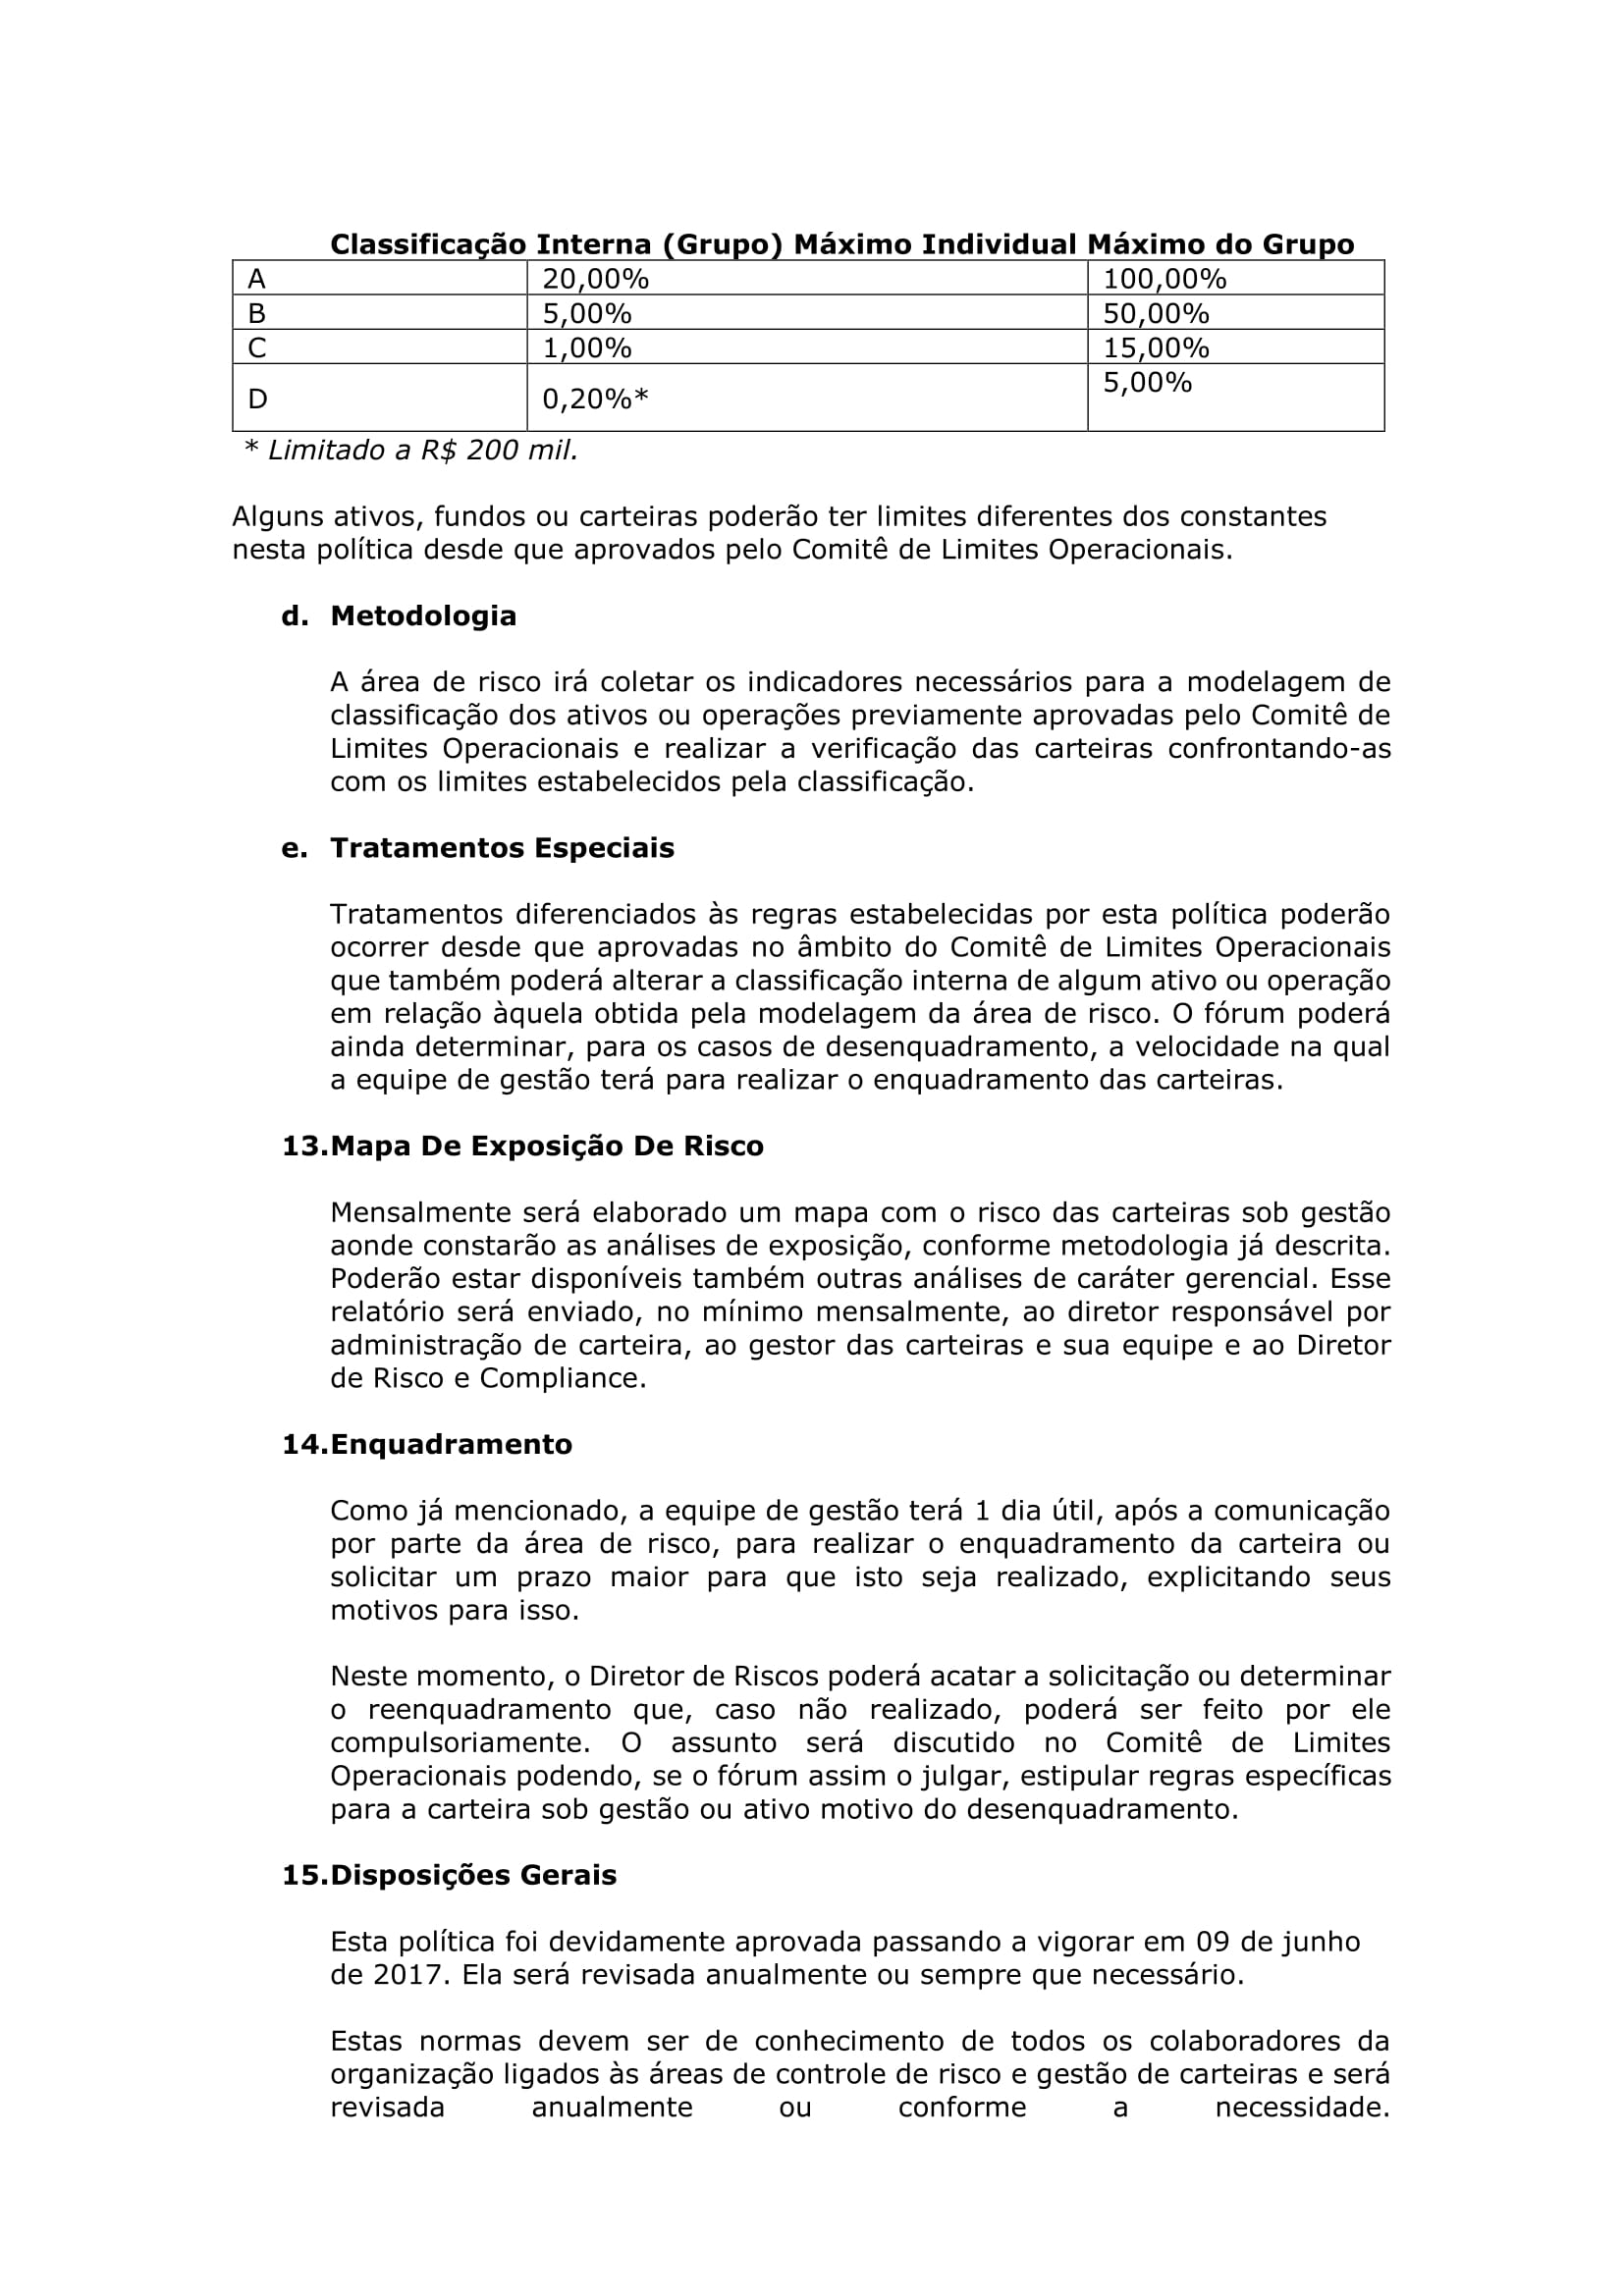 Classificação Interna (Grupo) Máximo Individual Máximo do Grupo
A 20,00% 100,00%
B 5,00% 50,00%
C 1,00% 15,00%
D 0,20%* 5,00%
* Limitado a R$ 200 mil.
Alguns ativos, fundos ou carteiras poderão ter limites diferentes dos constantes
nesta política desde que aprovados pelo Comitê de Limites Operacionais.
d. Metodologia
A área de risco irá coletar os indicadores necessários para a modelagem de
classificação dos ativos ou operações previamente aprovadas pelo Comitê de
Limites Operacionais e realizar a verificação das carteiras confrontando-as
com os limites estabelecidos pela classificação.
e. Tratamentos Especiais
Tratamentos diferenciados às regras estabelecidas por esta política poderão
ocorrer desde que aprovadas no âmbito do Comitê de Limites Operacionais
que também poderá alterar a classificação interna de algum ativo ou operação
em relação àquela obtida pela modelagem da área de risco. O fórum poderá
ainda determinar, para os casos de desenquadramento, a velocidade na qual
a equipe de gestão terá para realizar o enquadramento das carteiras.
13.Mapa De Exposição De Risco
Mensalmente será elaborado um mapa com o risco das carteiras sob gestão
aonde constarão as análises de exposição, conforme metodologia já descrita.
Poderão estar disponíveis também outras análises de caráter gerencial. Esse
relatório será enviado, no mínimo mensalmente, ao diretor responsável por
administração de carteira, ao gestor das carteiras e sua equipe e ao Diretor
de Risco e Compliance.
14.Enquadramento
Como já mencionado, a equipe de gestão terá 1 dia útil, após a comunicação
por parte da área de risco, para realizar o enquadramento da carteira ou
solicitar um prazo maior para que isto seja realizado, explicitando seus
motivos para isso.
Neste momento, o Diretor de Riscos poderá acatar a solicitação ou determinar
o reenquadramento que, caso não realizado, poderá ser feito por ele
compulsoriamente. O assunto será discutido no Comitê de Limites
Operacionais podendo, se o fórum assim o julgar, estipular regras específicas
para a carteira sob gestão ou ativo motivo do desenquadramento.
15.Disposições Gerais
Esta política foi devidamente aprovada passando a vigorar em 09 de junho
de 2017. Ela será revisada anualmente ou sempre que necessário.
Estas normas devem ser de conhecimento de todos os colaboradores da
organização ligados às áreas de controle de risco e gestão de carteiras e será
revisada anualmente ou conforme a necessidade.